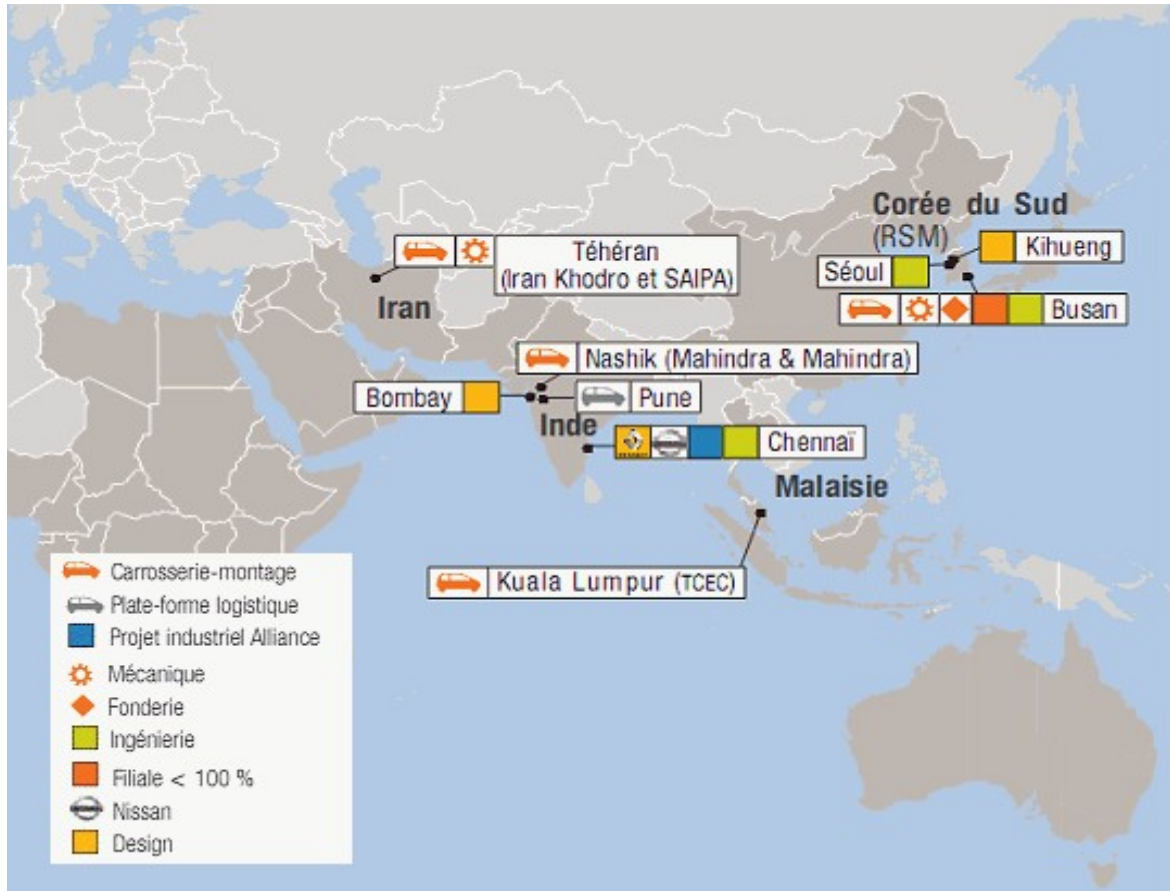 Corée du Sud
(RSM)
Kihueng
Séoul
Busan
Téhéran
(Iran Khodro et SAIPA)
Iran
Nashik (Mahindra & Mahindra)
Bombay
Pune
Inde
Chennaï
Malaisie
Kuala Lumpur (TCEC)
Carrosserie-montage
Plate-forme logistique
Projet industriel Alliance
Mécanique
Fonderie
Ingénierie
Filiale < 100 %
Nissan
Design